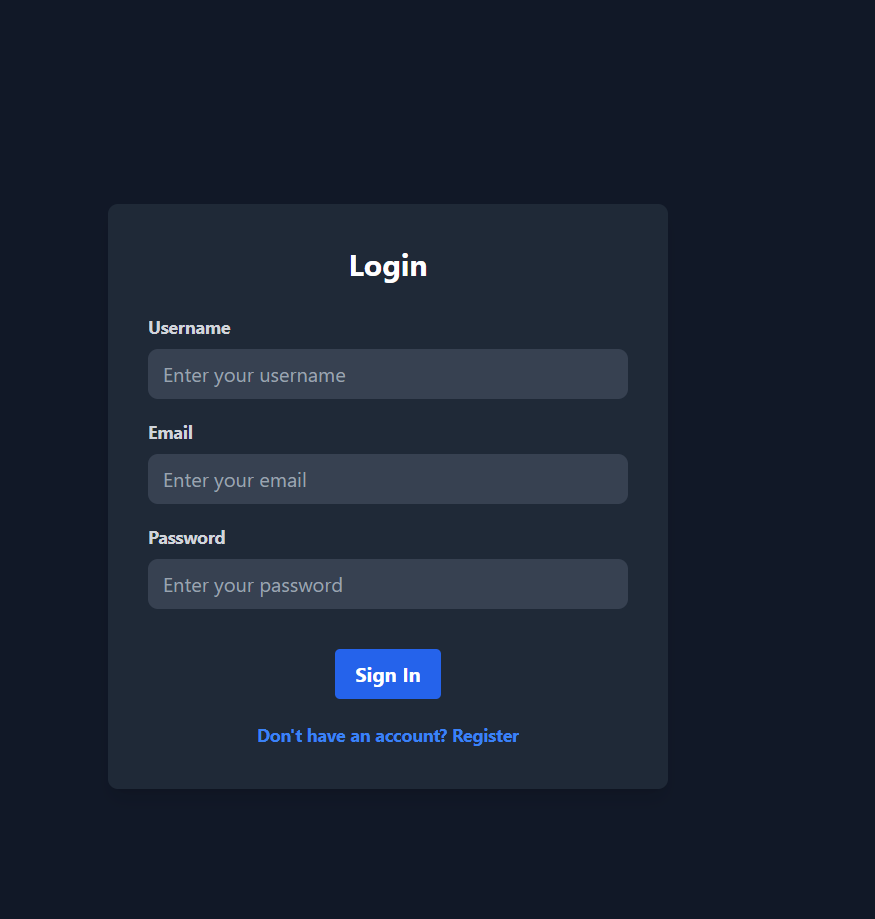 Login
Username
Enter your username
Email
Enter your email
Password
Enter your password
Sign In
Don't have an account? Register